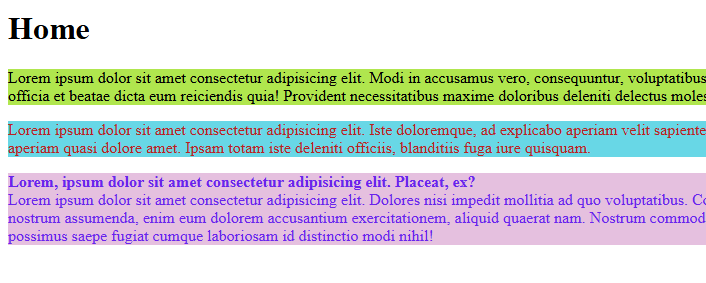 Home
Lorem ipsum dolor sit amet consectetur adipisicing elit. Modi in accusamus vero, consequuntur, voluptatibus
officia et beatae dicta eum reiciendis quia! Provident necessitatibus maxime doloribus deleniti delectus moles
Lorem ipsum dolor sit amet consectetur adipisicing elit. Iste doloremque, ad explicabo aperiam velit sapiente
aperiam quasi dolore amet. Ipsam totam iste deleniti officiis, blanditiis fuga iure quisquam.
Lorem, ipsum dolor sit amet consectetur adipisicing elit. Placeat, ex?
Lorem ipsum dolor sit amet consectetur adipisicing elit. Dolores nisi impedit mollitia ad quo voluptatibus.
nostrum assumenda, enim eum dolorem accusantium exercitationem, aliquid quaerat nam. Nostrum commod
possimus saepe fugiat cumque laboriosam id distinctio modi nihil!